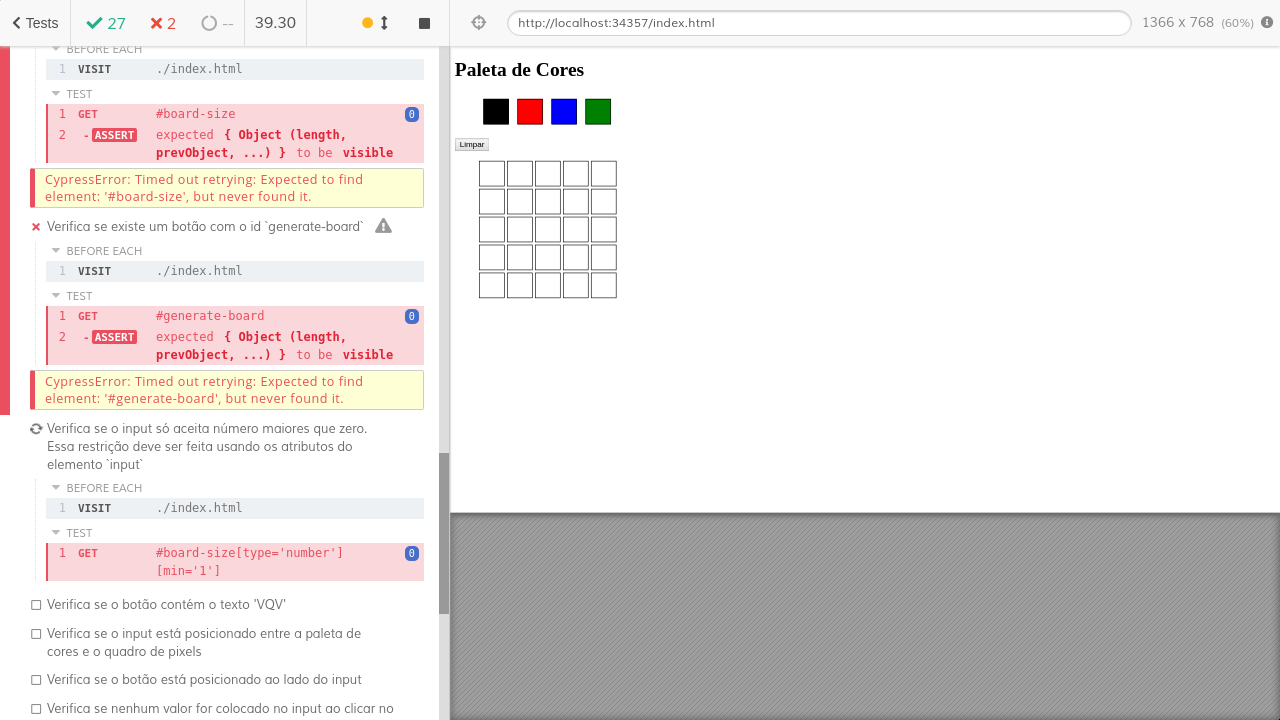 Tests
27
2
--
39.30
http://localhost:34357/index.html
1366 x 768 (60%)
BEFORE EACH
1 VISIT ./index.html
TEST
1 GET #board-size 0
2 -ASSERT expected { Object (length,
prevObject, ...) } to be visible
CypressError: Timed out retrying: Expected to find
element: '#board-size', but never found it.
Verifica se existe um botão com o id `generate-board`
BEFORE EACH
1 VISIT ./index.html
TEST
1 GET #generate-board 0
2 -ASSERT expected { Object (length,
prevObject, ...) } to be visible
CypressError: Timed out retrying: Expected to find
element: '#generate-board', but never found it.
Verifica se o input só aceita número maiores que zero.
Essa restrição deve ser feita usando os atributos do
elemento `input`
BEFORE EACH
1 VISIT ./index.html
TEST
1 GET #board-size[type='number'] 0
[min='1']
Verifica se o botão contém o texto 'VQV'
Verifica se o input está posicionado entre a paleta de
cores e o quadro de pixels
Verifica se o botão está posicionado ao lado do input
Verifica se nenhum valor for colocado no input ao clicar no
Paleta de Cores
Limpar